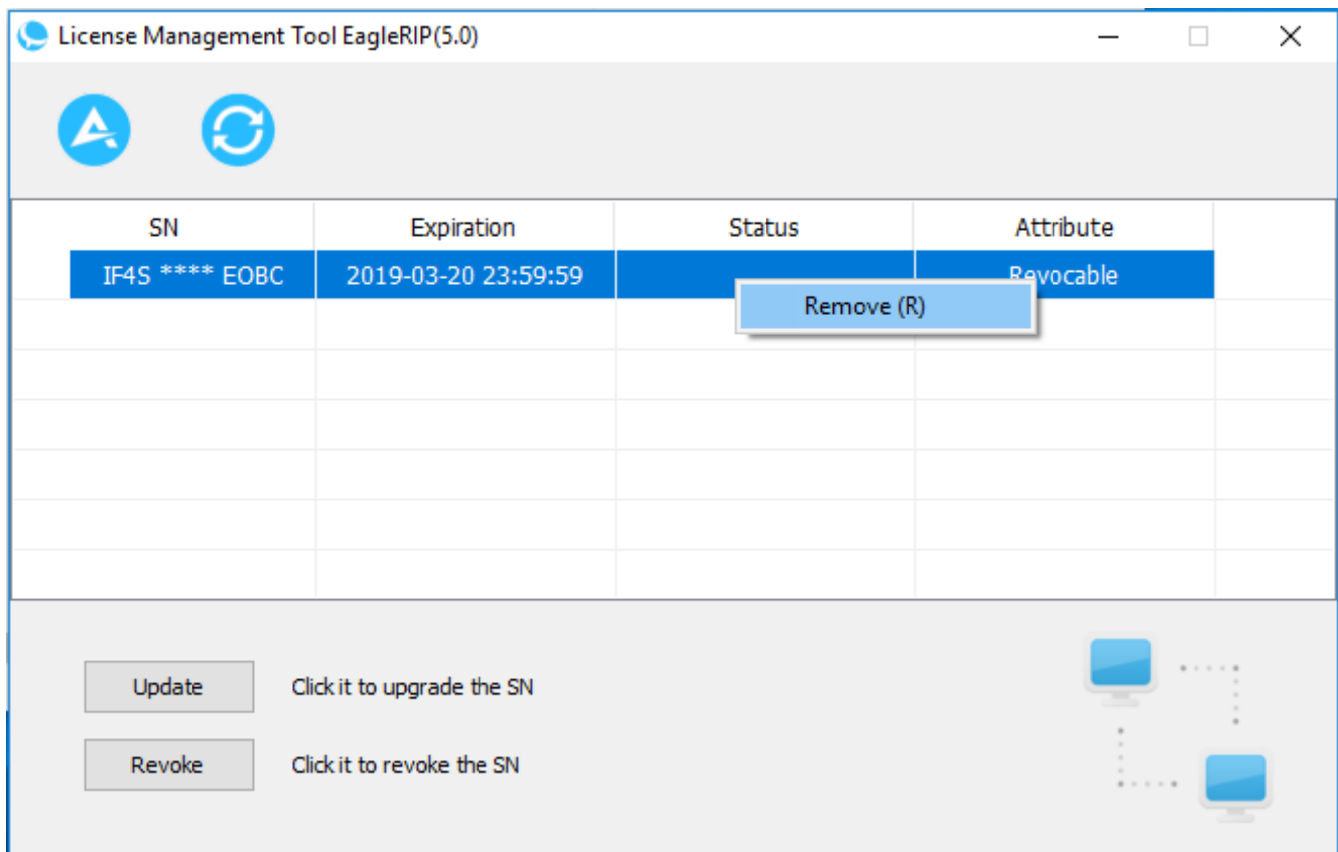 License Management Tool EagleRIP(5.0)
SN Expiration Status Attribute
IF4S **** EOBC 2019-03-20 23:59:59 Revocable
Remove (R)
Update Click it to upgrade the SN
Revoke Click it to revoke the SN